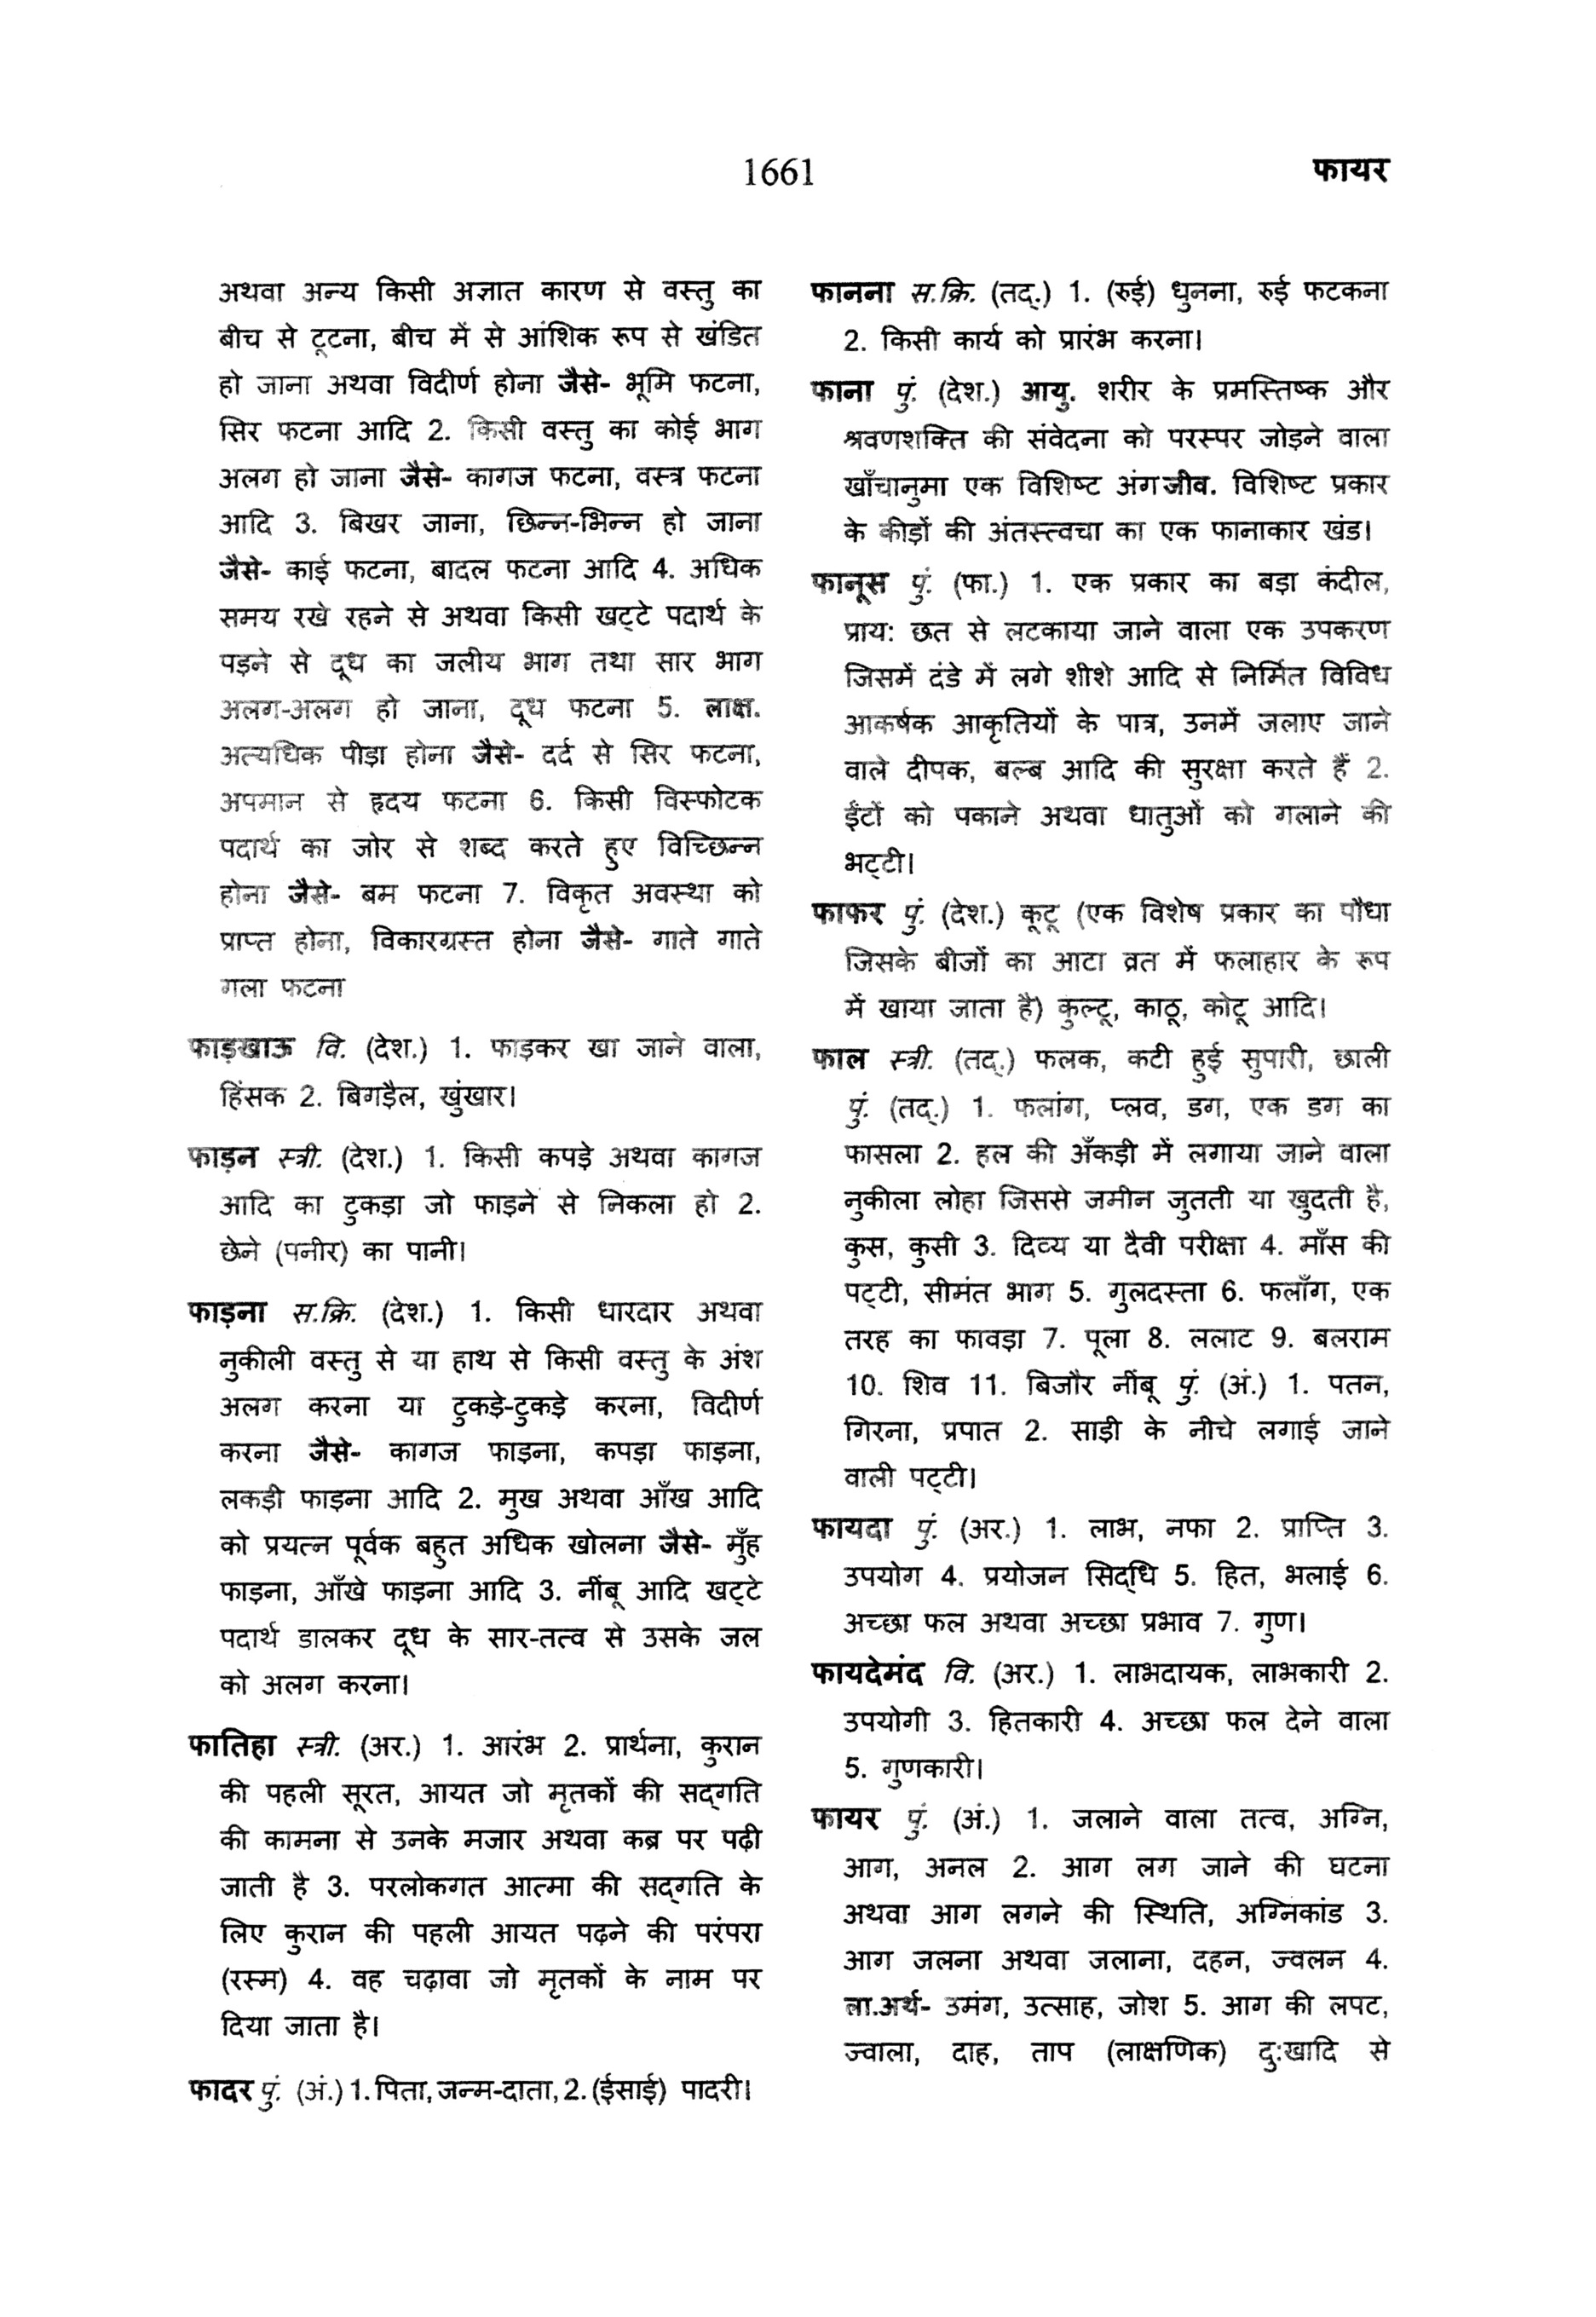 1661
फायर
अथवा अन्य किसी अज्ञात कारण से वस्तु का
बीच से टूटना, बीच में से आंशिक रूप से खंडित
हो जाना अथवा विदीर्ण होना जैसे- भूमि फटना,
सिर फटना आदि 2. किसी वस्तु का कोई भाग
अलग हो जाना जैसे- कागज फटना, वस्त्र फटना
आदि 3. बिखर जाना, छिन्न-भिन्न हो जाना
जैसे- काई फटना, बादल फटना आदि 4. अधिक
समय रखे रहने से अथवा किसी खट्टे पदार्थ के
पड़ने से दूध का जलीय भाग तथा सार भाग
अलग-अलग हो जाना, दूध फटना 5. लाक्ष.
अत्यधिक पीड़ा होना जैसे- दर्द से सिर फटना,
अपमान से हृदय फटना 6. किसी विस्फोटक
पदार्थ का जोर से शब्द करते हुए विच्छिन्न
होना जैसे- बम फटना 7. विकृत अवस्था को
प्राप्त होना, विकारग्रस्त होना जैसे- गाते गाते
गला फटना
फाड़खाऊ वि. (देश.) 1. फाड़कर खा जाने वाला,
हिंसक 2. बिगड़ैल, खुंखार।
फाड़न स्त्री. (देश.) 1. किसी कपड़े अथवा कागज
आदि का टुकड़ा जो फाड़ने से निकला हो 2.
छेने (पनीर) का पानी।
फाड़ना स.क्रि. (देश.) 1. किसी धारदार अथवा
नुकीली वस्तु से या हाथ से किसी वस्तु के अंश
अलग करना या टुकड़े-टुकड़े करना, विदीर्ण
करना जैसे- कागज फाड़ना, कपड़ा फाड़ना,
लकड़ी फाड़ना आदि 2. मुख अथवा आँख आदि
को प्रयत्न पूर्वक बहुत अधिक खोलना जैसे- मुँह
फाड़ना, आँखे फाड़ना आदि 3. नींबू आदि खट्टे
पदार्थ डालकर दूध के सार-तत्व से उसके जल
को अलग करना।
फातिहा स्त्री. (अर.) 1. आरंभ 2. प्रार्थना, कुरान
की पहली सूरत, आयत जो मृतकों की सद्गति
की कामना से उनके मजार अथवा कब्र पर पढ़ी
जाती है 3. परलोकगत आत्मा की सद्गति के
लिए कुरान की पहली आयत पढ़ने की परंपरा
(रस्म) 4. वह चढ़ावा जो मृतकों के नाम पर
दिया जाता है।
फादर पुं. (अं.) 1. पिता, जन्म-दाता, 2. (ईसाई) पादरी।
फानना स.क्रि. (तद्.) 1. (रुई) धुनना, रुई फटकना
2. किसी कार्य को प्रारंभ करना।
फाना पुं. (देश.) आयु. शरीर के प्रमस्तिष्क और
श्रवणशक्ति की संवेदना को परस्पर जोड़ने वाला
खाँचानुमा एक विशिष्ट अंग जीव. विशिष्ट प्रकार
के कीड़ों की अंतस्त्वचा का एक फानाकार खंड।
फानूस पुं. (फा.) 1. एक प्रकार का बड़ा कंदील,
प्राय: छत से लटकाया जाने वाला एक उपकरण
जिसमें दंडे में लगे शीशे आदि से निर्मित विविध
आकर्षक आकृतियों के पात्र, उनमें जलाए जाने
वाले दीपक, बल्ब आदि की सुरक्षा करते हैं 2.
ईंटों को पकाने अथवा धातुओं को गलाने की
भट्टी।
फाफर पुं. (देश.) कूटू (एक विशेष प्रकार का पौधा
जिसके बीजों का आटा व्रत में फलाहार के रूप
में खाया जाता है) कुल्टू, काठू, कोटू आदि।
फाल स्त्री. (तद्.) फलक, कटी हुई सुपारी, छाली
पुं. (तद्.) 1. फलांग, प्लव, डग, एक डग का
फासला 2. हल की अँकड़ी में लगाया जाने वाला
नुकीला लोहा जिससे जमीन जुतती या खुदती है,
कुस, कुसी 3. दिव्य या दैवी परीक्षा 4. माँस की
पट्टी, सीमंत भाग 5. गुलदस्ता 6. फलाँग, एक
तरह का फावड़ा 7. पूला 8. ललाट 9. बलराम
10. शिव 11. बिजौर नींबू पुं. (अं.) 1. पतन,
गिरना, प्रपात 2. साड़ी के नीचे लगाई जाने
वाली पट्टी।
फायदा पुं. (अर.) 1. लाभ, नफा 2. प्राप्ति 3.
उपयोग 4. प्रयोजन सिद्धि 5. हित, भलाई 6.
अच्छा फल अथवा अच्छा प्रभाव 7. गुण।
फायदेमंद वि. (अर.) 1. लाभदायक, लाभकारी 2.
उपयोगी 3. हितकारी 4. अच्छा फल देने वाला
5. गुणकारी।
फायर पुं. (अं.) 1. जलाने वाला तत्व, अग्नि,
आग, अनल 2. आग लग जाने की घटना
अथवा आग लगने की स्थिति, अग्निकांड 3.
आग जलना अथवा जलाना, दहन, ज्वलन 4.
ला.अर्थ- उमंग, उत्साह, जोश 5. आग की लपट,
ज्वाला, दाह, ताप (लाक्षणिक) दु:खादि से